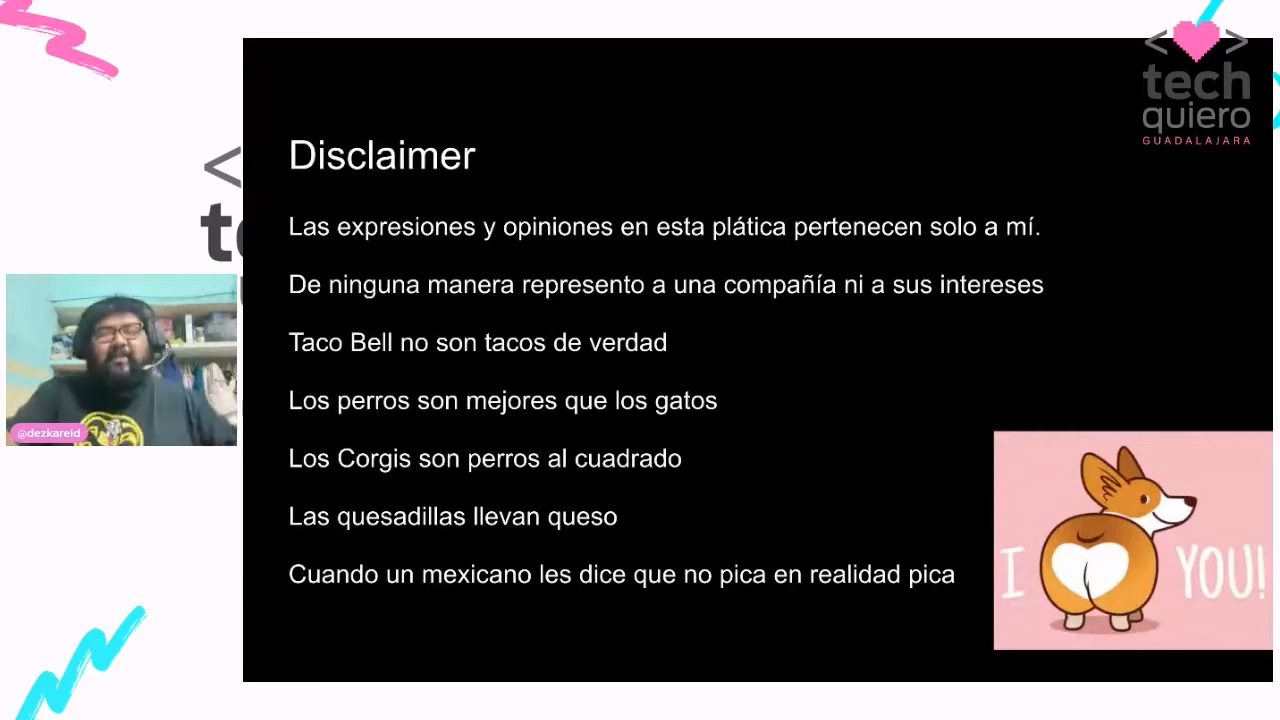 <♥>
tech
quiero
GUADALAJARA
Disclaimer
Las expresiones y opiniones en esta plática pertenecen solo a mí.
De ninguna manera represento a una compañía ni a sus intereses
Taco Bell no son tacos de verdad
Los perros son mejores que los gatos
Los Corgis son perros al cuadrado
Las quesadillas llevan queso
Cuando un mexicano les dice que no pica en realidad pica
@dezkareid
I YOU!